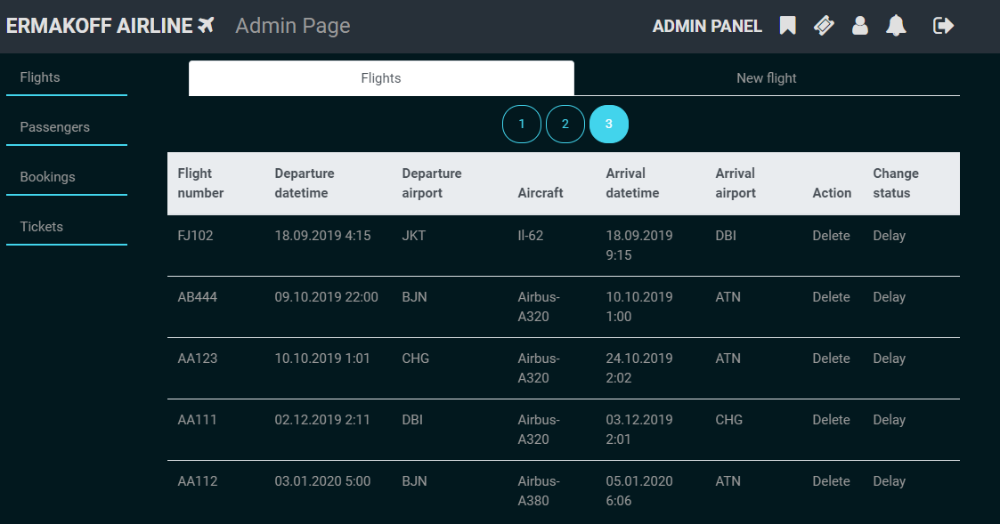 ERMAKOFF AIRLINE Admin Page ADMIN PANEL
Flights
Passengers
Bookings
Tickets
Flights New flight
1 2 3
Flight number Departure datetime Departure airport Aircraft Arrival datetime Arrival airport Action Change status
FJ102 18.09.2019 4:15 JKT Il-62 18.09.2019 9:15 DBI Delete Delay
AB444 09.10.2019 22:00 BJN Airbus-A320 10.10.2019 1:00 ATN Delete Delay
AA123 10.10.2019 1:01 CHG Airbus-A320 24.10.2019 2:02 ATN Delete Delay
AA111 02.12.2019 2:11 DBI Airbus-A320 03.12.2019 2:01 CHG Delete Delay
AA112 03.01.2020 5:00 BJN Airbus-A380 05.01.2020 6:06 ATN Delete Delay